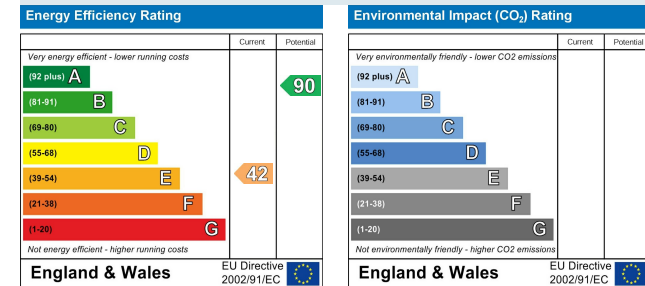 Energy Efficiency Rating
Current Potential
Very energy efficient - lower running costs
(92 plus) A
(81-91) B
(69-80) C
(55-68) D
(39-54) E
(21-38) F
(1-20) G
90
42
Not energy efficient - higher running costs
England & Wales
EU Directive
2002/91/EC
Environmental Impact (CO₂) Rating
Current Potential
Very environmentally friendly - lower CO2 emissions
(92 plus) A
(81-91) B
(69-80) C
(55-68) D
(39-54) E
(21-38) F
(1-20) G
Not environmentally friendly - higher CO2 emissions
England & Wales
EU Directive
2002/91/EC